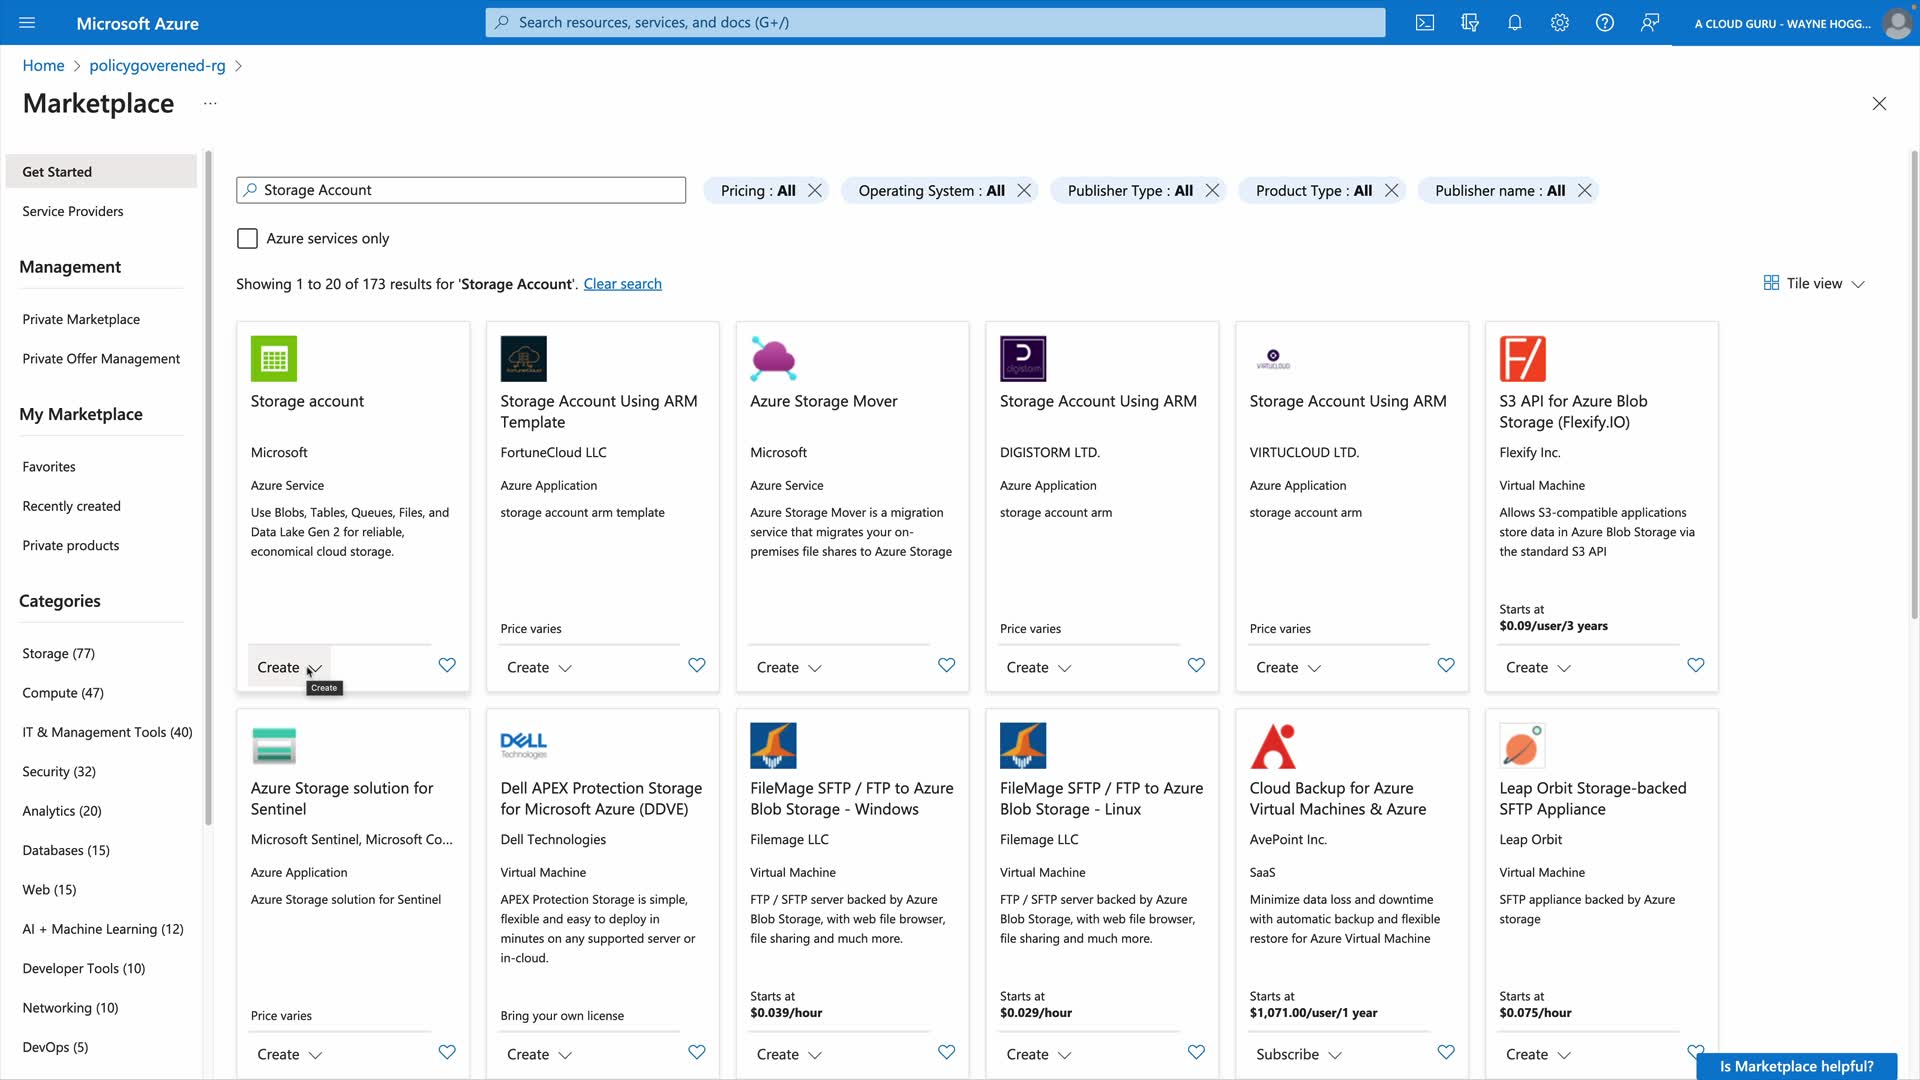 Microsoft Azure
Search resources, services, and docs (G+/)
A CLOUD GURU - WAYNE HOGG...
Home > policygoverened-rg >
Marketplace ...
Get Started
Service Providers
Management
Private Marketplace
Private Offer Management
My Marketplace
Favorites
Recently created
Private products
Categories
Storage (77)
Compute (47)
IT & Management Tools (40)
Security (32)
Analytics (20)
Databases (15)
Web (15)
AI + Machine Learning (12)
Developer Tools (10)
Networking (10)
DevOps (5)
Storage Account
Pricing : All
Operating System : All
Publisher Type : All
Product Type : All
Publisher name : All
Azure services only
Showing 1 to 20 of 173 results for 'Storage Account'. Clear search
Tile view
Storage account
Microsoft
Azure Service
Use Blobs, Tables, Queues, Files, and
Data Lake Gen 2 for reliable,
economical cloud storage.
Create
Create
FortuneCloud
Storage Account Using ARM
Template
FortuneCloud LLC
Azure Application
storage account arm template
Price varies
Create
Azure Storage Mover
Microsoft
Azure Service
Azure Storage Mover is a migration
service that migrates your on-
premises file shares to Azure Storage
Create
digistorm
Storage Account Using ARM
DIGISTORM LTD.
Azure Application
storage account arm
Price varies
Create
VIRTUCLOUD
Storage Account Using ARM
VIRTUCLOUD LTD.
Azure Application
storage account arm
Price varies
Create
F/
S3 API for Azure Blob
Storage (Flexify.IO)
Flexify Inc.
Virtual Machine
Allows S3-compatible applications
store data in Azure Blob Storage via
the standard S3 API
Starts at
$0.09/user/3 years
Create
Azure Storage solution for
Sentinel
Microsoft Sentinel, Microsoft Co...
Azure Application
Azure Storage solution for Sentinel
Price varies
Create
DELL
Technologies
Dell APEX Protection Storage
for Microsoft Azure (DDVE)
Dell Technologies
Virtual Machine
APEX Protection Storage is simple,
flexible and easy to deploy in
minutes on any supported server or
in-cloud.
Bring your own license
Create
FileMage SFTP / FTP to Azure
Blob Storage - Windows
Filemage LLC
Virtual Machine
FTP / SFTP server backed by Azure
Blob Storage, with web file browser,
file sharing and much more.
Starts at
$0.039/hour
Create
FileMage SFTP / FTP to Azure
Blob Storage - Linux
Filemage LLC
Virtual Machine
FTP / SFTP server backed by Azure
Blob Storage, with web file browser,
file sharing and much more.
Starts at
$0.029/hour
Create
Cloud Backup for Azure
Virtual Machines & Azure
AvePoint Inc.
SaaS
Minimize data loss and downtime
with automatic backup and flexible
restore for Azure Virtual Machine
Starts at
$1,071.00/user/1 year
Subscribe
Leap Orbit Storage-backed
SFTP Appliance
Leap Orbit
Virtual Machine
SFTP appliance backed by Azure
storage
Starts at
$0.075/hour
Create
Is Marketplace helpful?